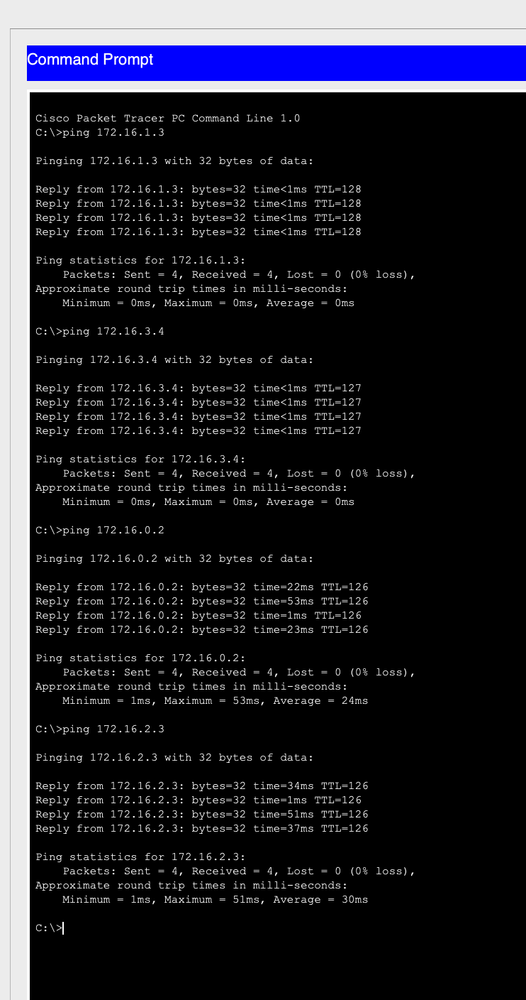 Command Prompt
Cisco Packet Tracer PC Command Line 1.0
C:\>ping 172.16.1.3
Pinging 172.16.1.3 with 32 bytes of data:
Reply from 172.16.1.3: bytes=32 time<1ms TTL=128
Reply from 172.16.1.3: bytes=32 time<1ms TTL=128
Reply from 172.16.1.3: bytes=32 time<1ms TTL=128
Reply from 172.16.1.3: bytes=32 time<1ms TTL=128
Ping statistics for 172.16.1.3:
    Packets: Sent = 4, Received = 4, Lost = 0 (0% loss),
Approximate round trip times in milli-seconds:
    Minimum = 0ms, Maximum = 0ms, Average = 0ms
C:\>ping 172.16.3.4
Pinging 172.16.3.4 with 32 bytes of data:
Reply from 172.16.3.4: bytes=32 time<1ms TTL=127
Reply from 172.16.3.4: bytes=32 time<1ms TTL=127
Reply from 172.16.3.4: bytes=32 time<1ms TTL=127
Reply from 172.16.3.4: bytes=32 time<1ms TTL=127
Ping statistics for 172.16.3.4:
    Packets: Sent = 4, Received = 4, Lost = 0 (0% loss),
Approximate round trip times in milli-seconds:
    Minimum = 0ms, Maximum = 0ms, Average = 0ms
C:\>ping 172.16.0.2
Pinging 172.16.0.2 with 32 bytes of data:
Reply from 172.16.0.2: bytes=32 time=22ms TTL=126
Reply from 172.16.0.2: bytes=32 time=53ms TTL=126
Reply from 172.16.0.2: bytes=32 time=1ms TTL=126
Reply from 172.16.0.2: bytes=32 time=23ms TTL=126
Ping statistics for 172.16.0.2:
    Packets: Sent = 4, Received = 4, Lost = 0 (0% loss),
Approximate round trip times in milli-seconds:
    Minimum = 1ms, Maximum = 53ms, Average = 24ms
C:\>ping 172.16.2.3
Pinging 172.16.2.3 with 32 bytes of data:
Reply from 172.16.2.3: bytes=32 time=34ms TTL=126
Reply from 172.16.2.3: bytes=32 time=1ms TTL=126
Reply from 172.16.2.3: bytes=32 time=51ms TTL=126
Reply from 172.16.2.3: bytes=32 time=37ms TTL=126
Ping statistics for 172.16.2.3:
    Packets: Sent = 4, Received = 4, Lost = 0 (0% loss),
Approximate round trip times in milli-seconds:
    Minimum = 1ms, Maximum = 51ms, Average = 30ms
C:\>